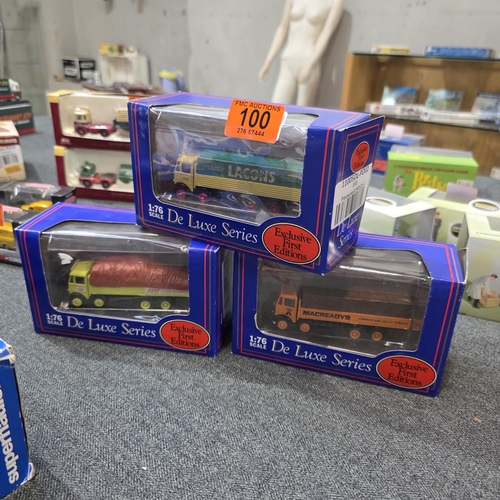 PMC AUCTIONS
100
276 67444
LACONS
1:76
SCALE
De Luxe Series
Exclusive
First
Editions
1:76
SCALE
De Luxe Series
Exclusive
First
Editions
MACREADYS
1:76
SCALE
De Luxe Series
Exclusive
First
Editions